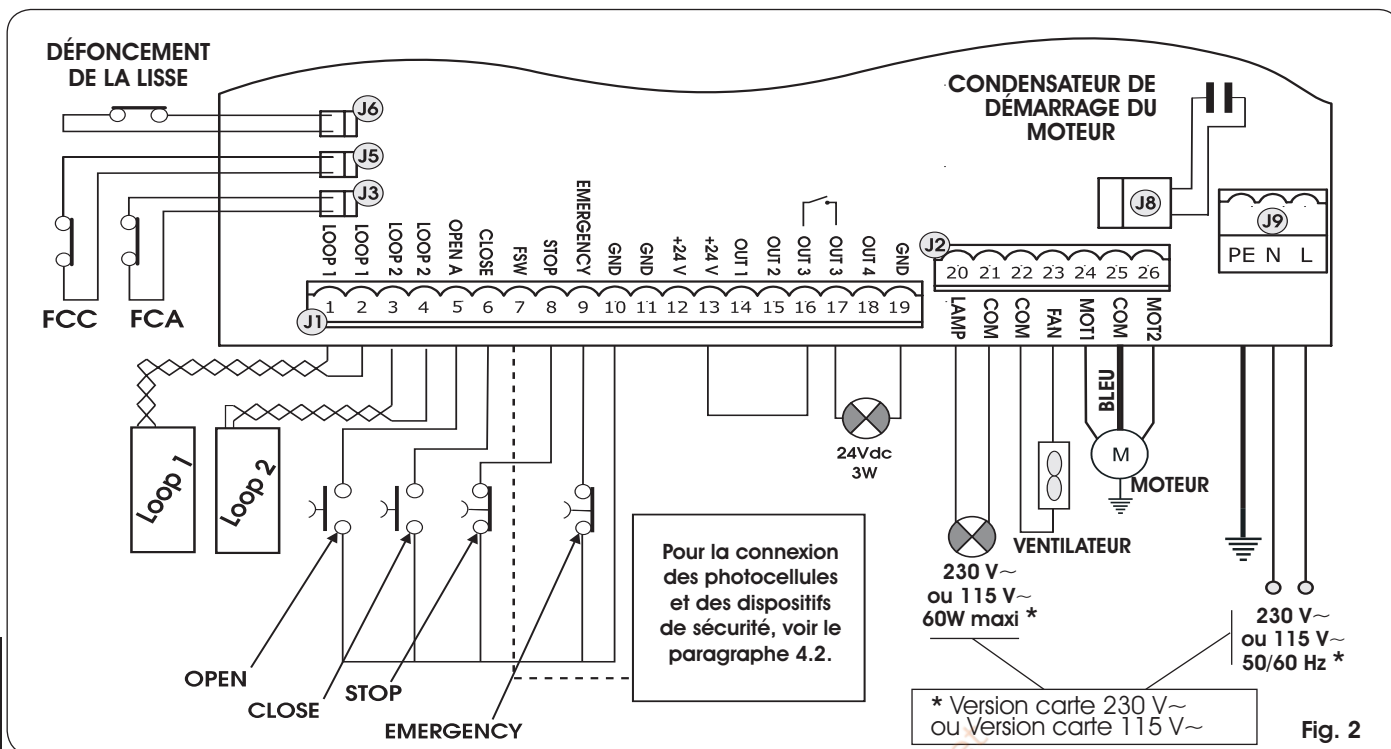 DÉFONCEMENT
DE LA LISSE
CONDENSATEUR DE
DÉMARRAGE DU
MOTEUR
J6
J5
J3
J8
J9
PE N L
FCC
FCA
LOOP 1
LOOP 1
LOOP 2
LOOP 2
OPEN A
CLOSE
FSW
STOP
EMERGENCY
GND
GND
+24 V
+24 V
OUT 1
OUT 2
OUT 3
OUT 3
OUT 4
GND
J1
1 2 3 4 5 6 7 8 9 10 11 12 13 14 15 16 17 18 19
J2
20 21 22 23 24 25 26
LAMP
COM
COM
FAN
MOT1
COM
MOT2
BLEU
Loop 1
Loop 2
24Vdc
3W
M
MOTEUR
VENTILATEUR
230 V~
ou 115 V~
60W maxi *
230 V~
ou 115 V~
50/60 Hz *
Pour la connexion
des photocellules
et des dispositifs
de sécurité, voir le
paragraphe 4.2.
OPEN
CLOSE
STOP
EMERGENCY
* Version carte 230 V~
ou Version carte 115 V~
Fig. 2